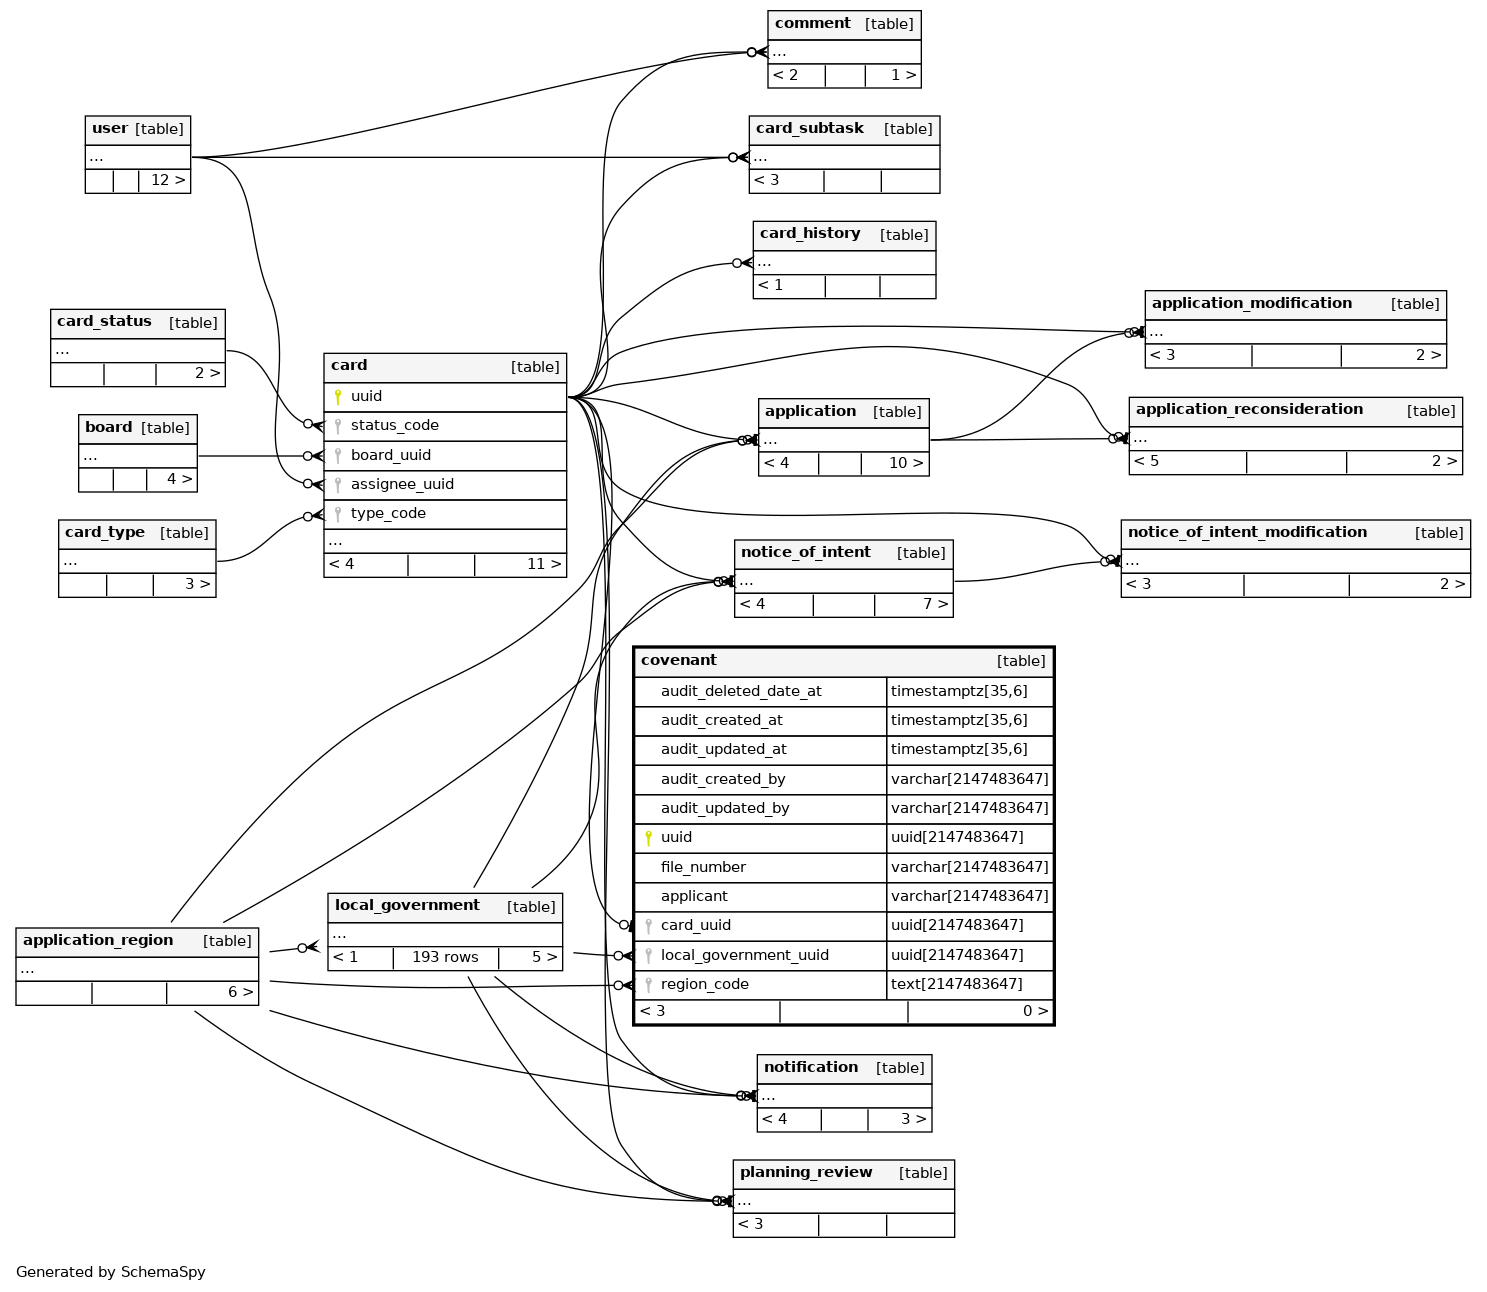 comment [table]
...
< 2 1 >
user [table]
...
12 >
card_subtask [table]
...
< 3
card_history [table]
...
< 1
card_status [table]
...
2 >
board [table]
...
4 >
card_type [table]
...
3 >
card [table]
uuid
status_code
board_uuid
assignee_uuid
type_code
...
< 4 11 >
application_modification [table]
...
< 3 2 >
application [table]
...
< 4 10 >
application_reconsideration [table]
...
< 5 2 >
notice_of_intent [table]
...
< 4 7 >
notice_of_intent_modification [table]
...
< 3 2 >
covenant [table]
audit_deleted_date_at timestamptz[35,6]
audit_created_at timestamptz[35,6]
audit_updated_at timestamptz[35,6]
audit_created_by varchar[2147483647]
audit_updated_by varchar[2147483647]
uuid uuid[2147483647]
file_number varchar[2147483647]
applicant varchar[2147483647]
card_uuid uuid[2147483647]
local_government_uuid uuid[2147483647]
region_code text[2147483647]
< 3 0 >
local_government [table]
...
< 1 193 rows 5 >
application_region [table]
...
6 >
notification [table]
...
< 4 3 >
planning_review [table]
...
< 3
Generated by SchemaSpy